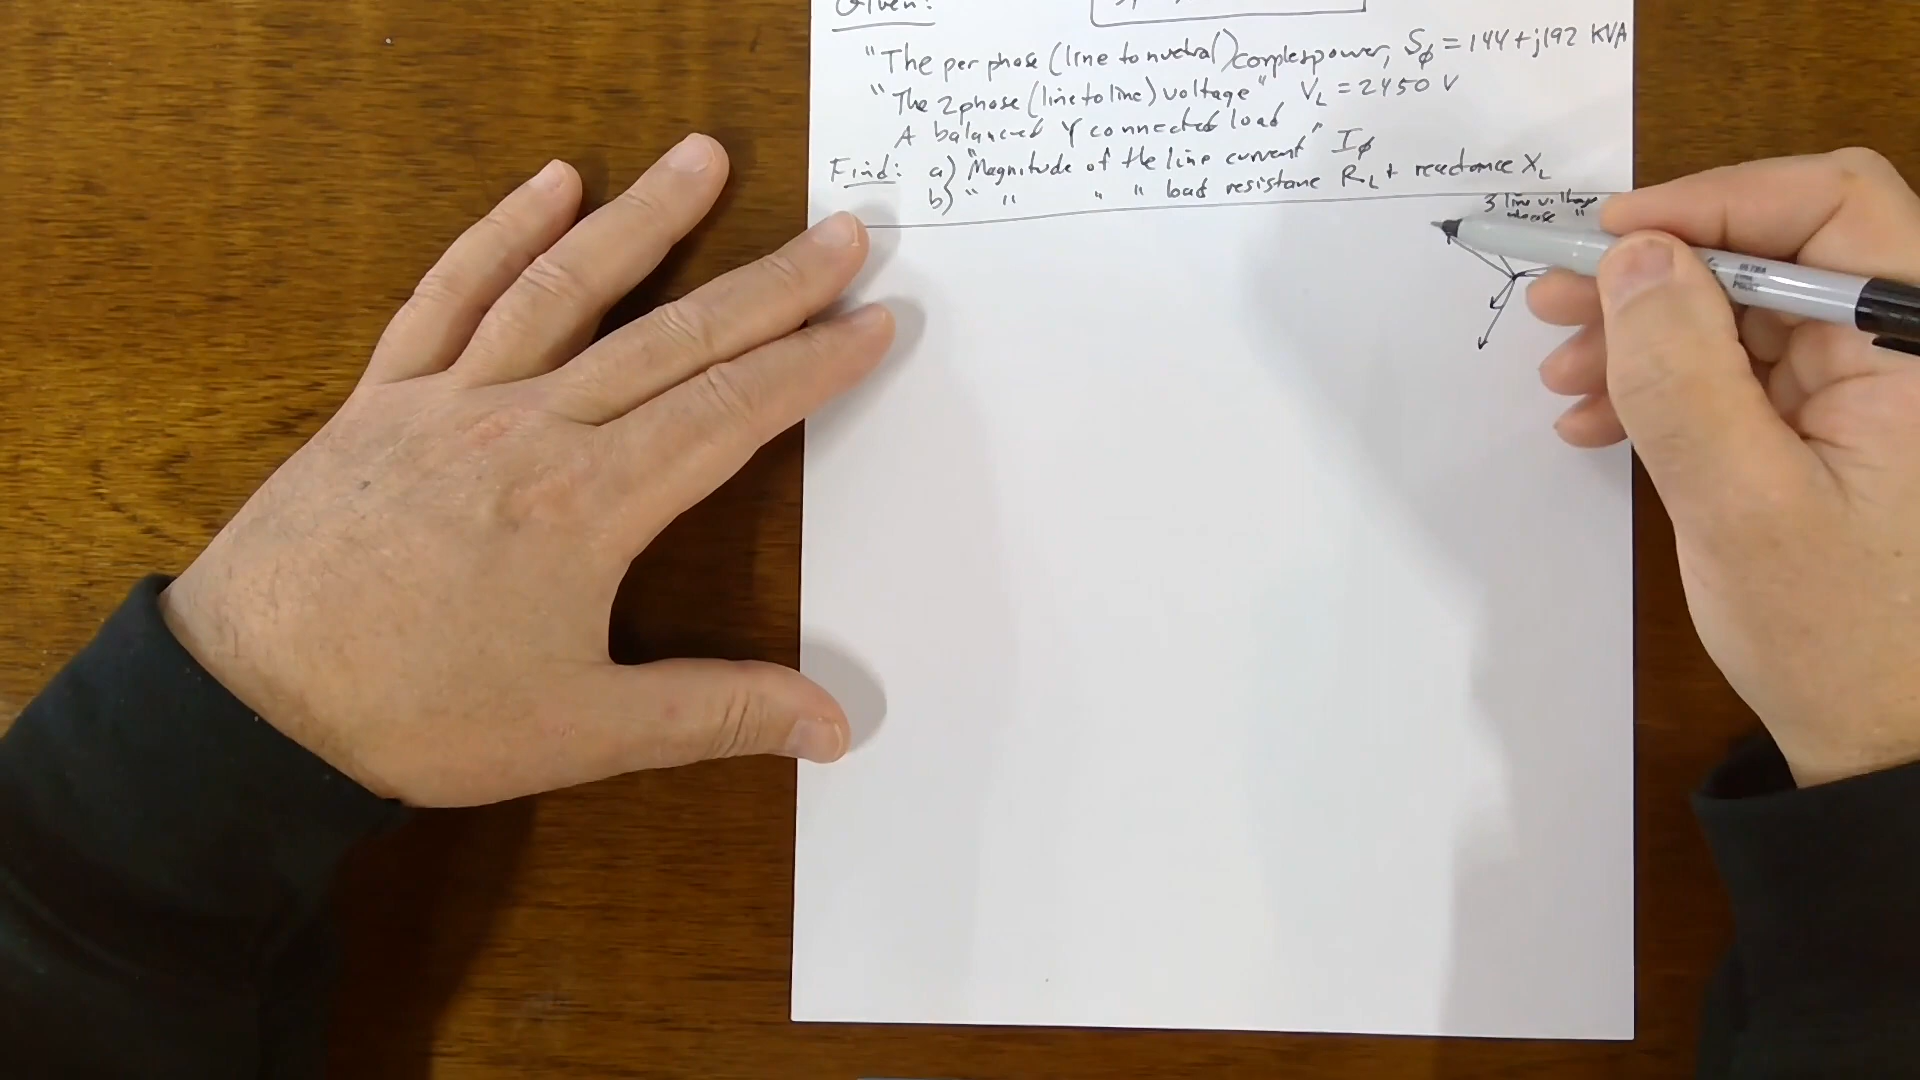 Given:
"The per phase (line to nuetral) complex power, Sφ = 144 + j192 KVA
"The 2 phase (line to line) voltage" VL = 2450 V
A balanced Y connected load
Find: a) "Magnitude of the line current" Iφ
b) " " " " load resistane RL + reactance XL
3 line voltage
"